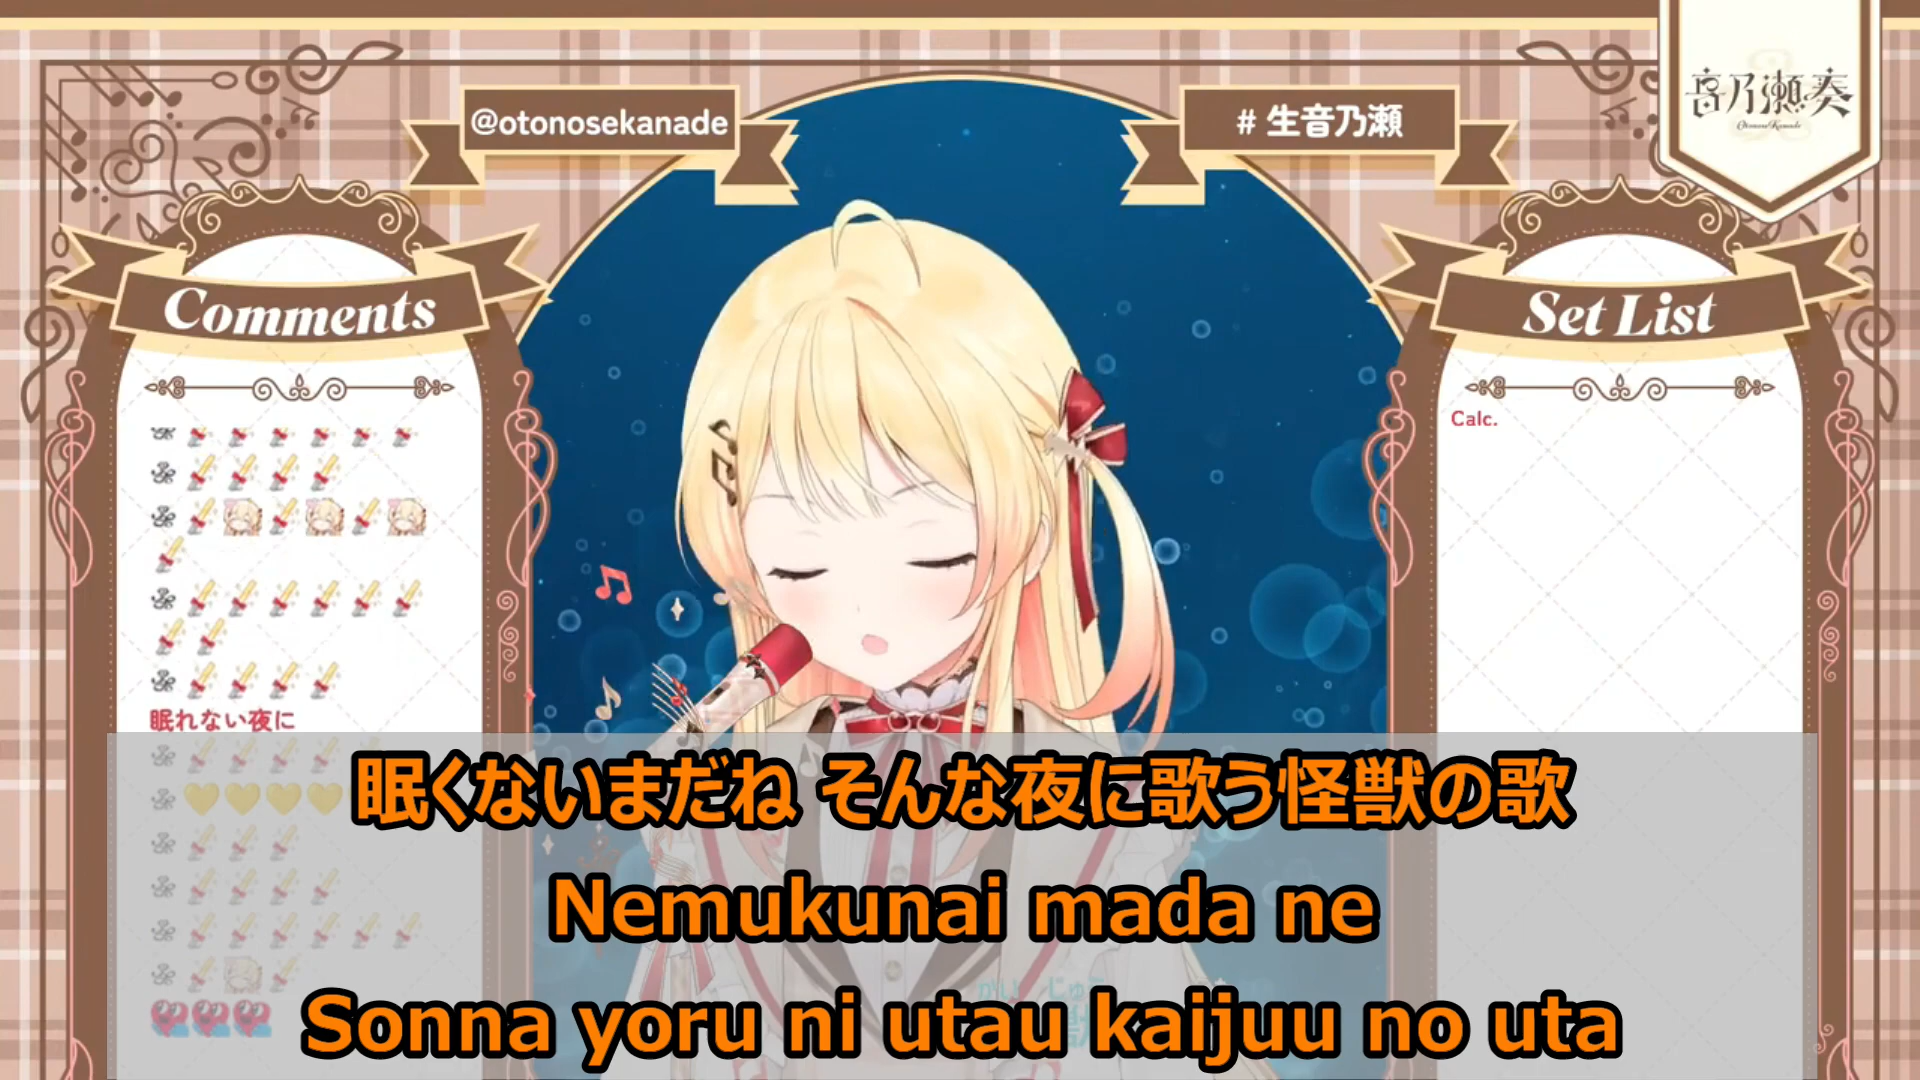 @otonosekanade
# 生音乃瀬
音乃瀬奏
Otonose Kanade
Comments
Set List
Calc.
眠れない夜に
眠くないまだね そんな夜に歌う怪獣の歌
Nemukunai mada ne
Sonna yoru ni utau kaijuu no uta